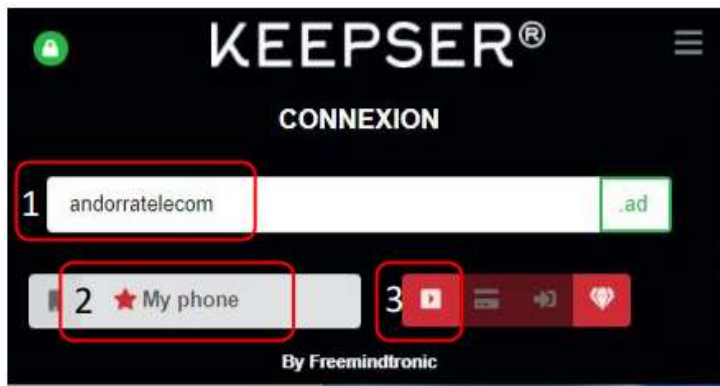 KEEPSER®
CONNEXION
1 andorratelecom .ad
2 My phone 3
By Freemindtronic